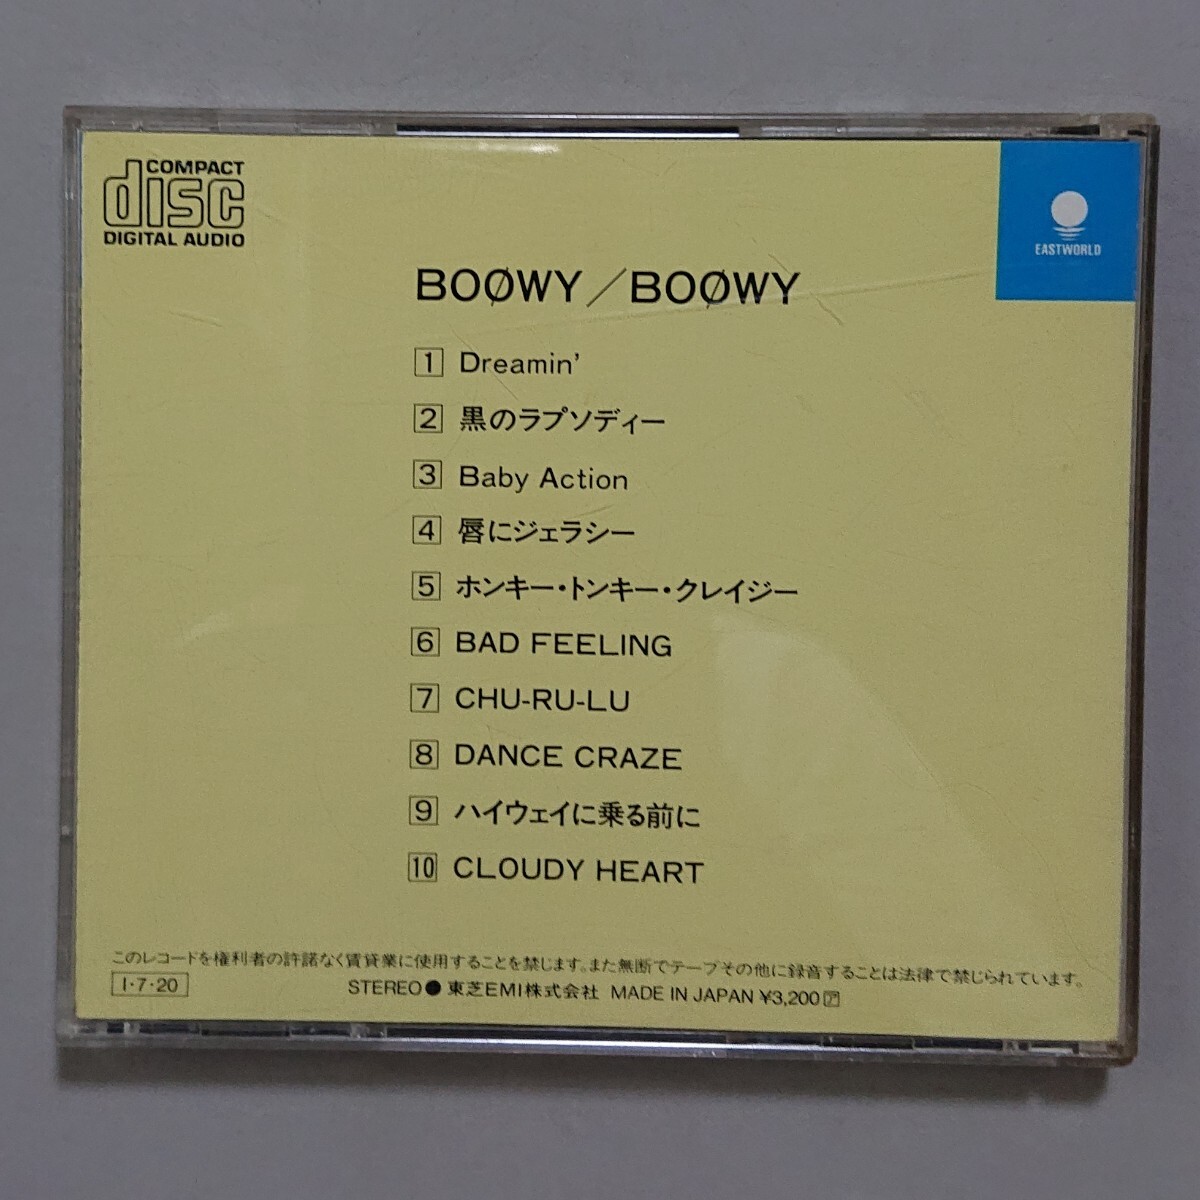 COMPACT
disc
DIGITAL AUDIO
EASTWORLD
BOØWY／BOØWY
1 Dreamin'
2 黒のラプソディー
3 Baby Action
4 唇にジェラシー
5 ホンキー・トンキー・クレイジー
6 BAD FEELING
7 CHU-RU-LU
8 DANCE CRAZE
9 ハイウェイに乗る前に
10 CLOUDY HEART
このレコードを権利者の許諾なく賃貸業に使用することを禁じます。また無断でテープその他に録音することは法律で禁じられています。
I・7・20
STEREO● 東芝EMI株式会社 MADE IN JAPAN ¥3,200 ア